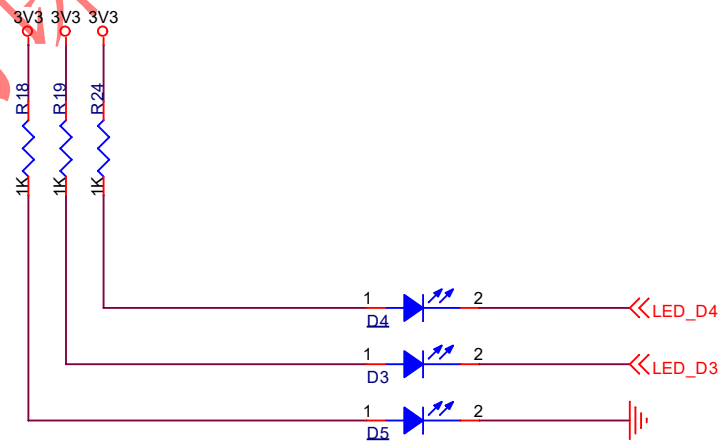 3V3 3V3 3V3
R18 R19 R24
1K 1K 1K
1 2
D4
LED_D4
1 2
D3
LED_D3
1 2
D5